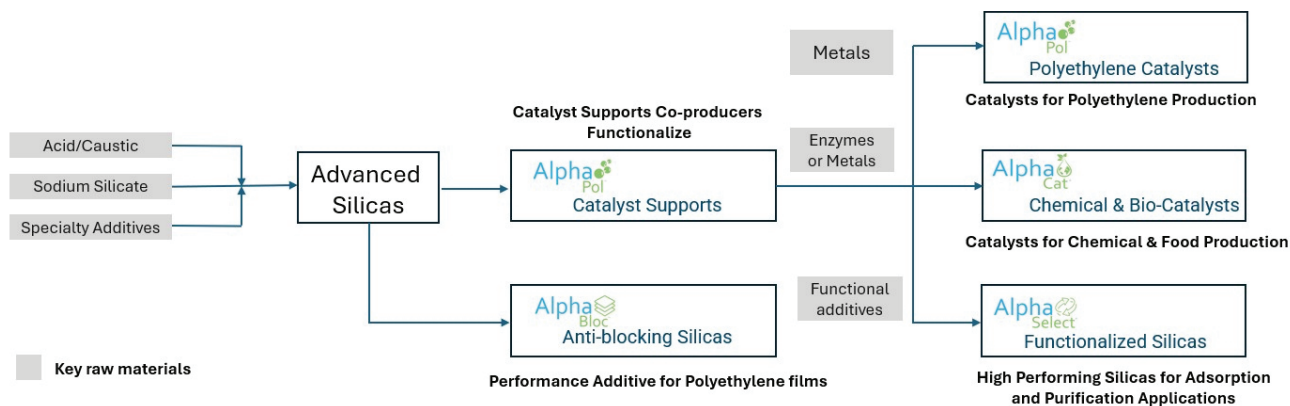 Acid/Caustic
Sodium Silicate
Specialty Additives
Key raw materials
Advanced
Silicas
Catalyst Supports Co-producers
Functionalize
Alpha
Pol
Catalyst Supports
Alpha
Bloc
Anti-blocking Silicas
Performance Additive for Polyethylene films
Metals
Enzymes
or Metals
Functional
additives
Alpha
Pol
Polyethylene Catalysts
Catalysts for Polyethylene Production
Alpha
Cat
Chemical & Bio-Catalysts
Catalysts for Chemical & Food Production
Alpha
Select
Functionalized Silicas
High Performing Silicas for Adsorption
and Purification Applications